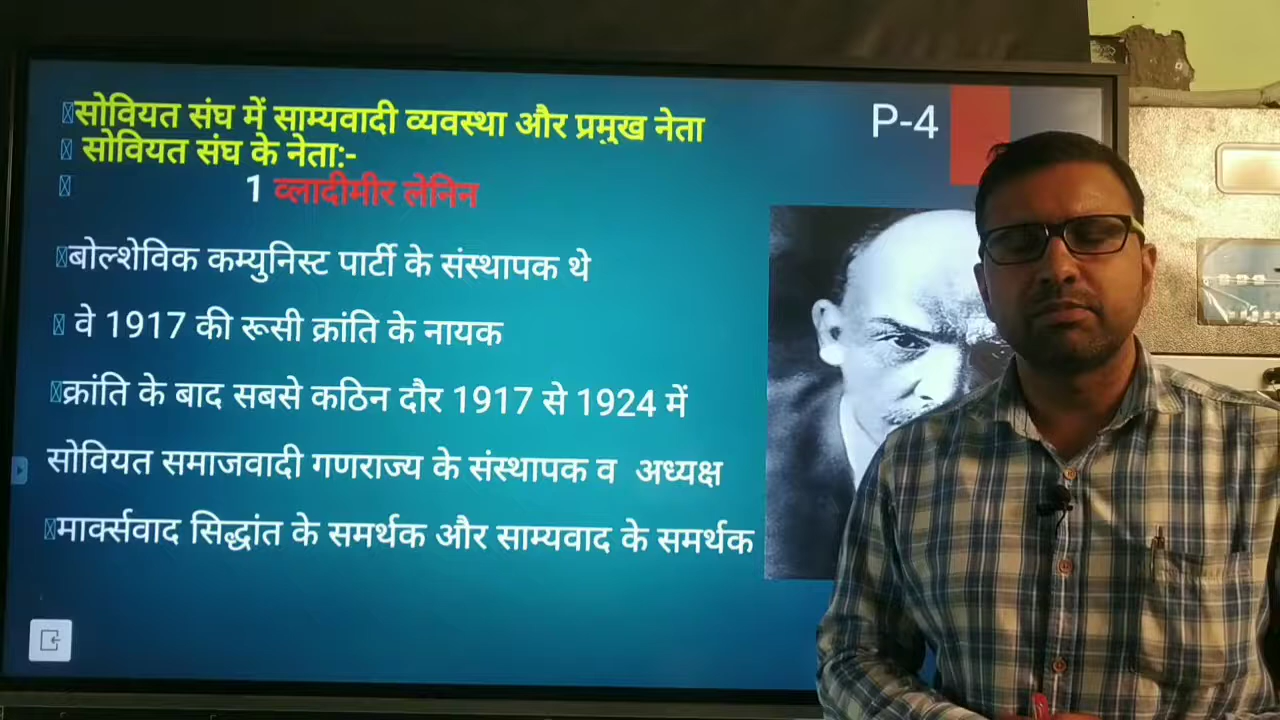 सोवियत संघ में साम्यवादी व्यवस्था और प्रमुख नेता
P-4
सोवियत संघ के नेता:-
1 व्लादीमीर लेनिन
बोल्शेविक कम्युनिस्ट पार्टी के संस्थापक थे
वे 1917 की रूसी क्रांति के नायक
क्रांति के बाद सबसे कठिन दौर 1917 से 1924 में
सोवियत समाजवादी गणराज्य के संस्थापक व अध्यक्ष
मार्क्सवाद सिद्धांत के समर्थक और साम्यवाद के समर्थक